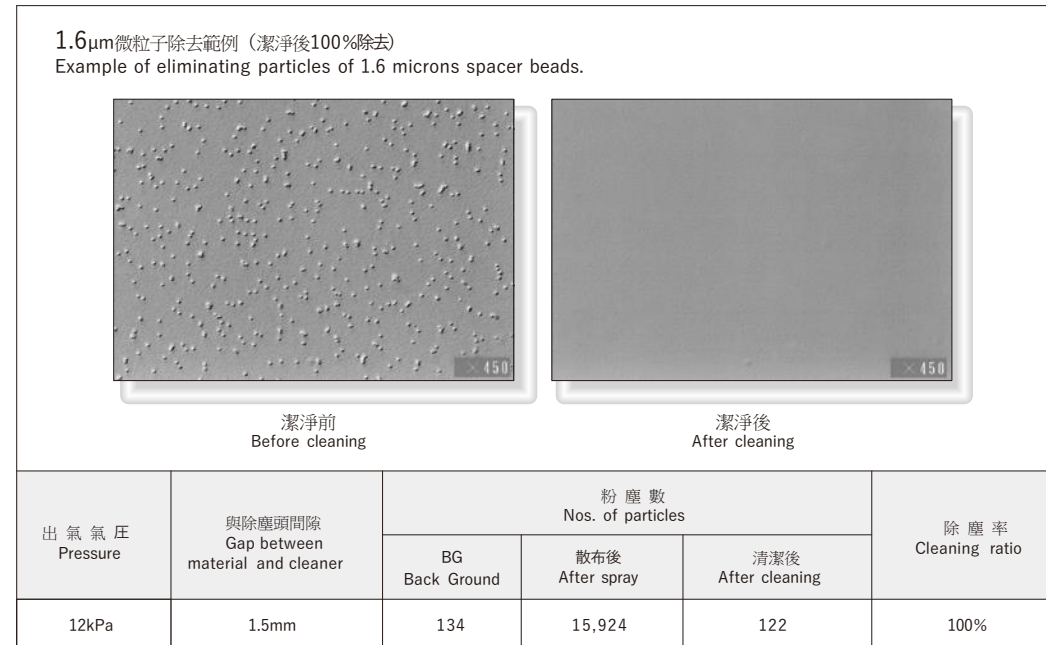 1.6μm微粒子除去範例（潔淨後100%除去）
Example of eliminating particles of 1.6 microns spacer beads.
×450
×450
潔淨前
Before cleaning
潔淨後
After cleaning
出氣氣圧
Pressure
與除塵頭間隙
Gap between
material and cleaner
粉塵數
Nos. of particles
BG
Back Ground
散布後
After spray
清潔後
After cleaning
除塵率
Cleaning ratio
12kPa
1.5mm
134
15,924
122
100%